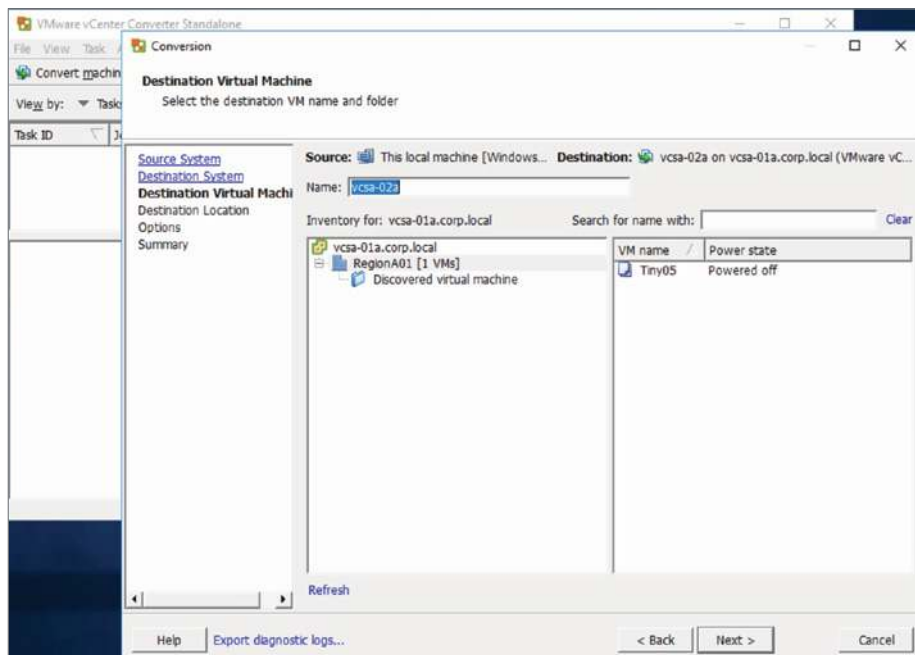 VMware vCenter Converter Standalone
File View Task
Convert machin
View by: Tasks
Task ID
Conversion
Destination Virtual Machine
Select the destination VM name and folder
Source System
Destination System
Destination Virtual Machi
Destination Location
Options
Summary
Source: This local machine [Windows... Destination: vcsa-02a on vcsa-01a.corp.local (VMware vC...
Name: vcsa-02a
Inventory for: vcsa-01a.corp.local Search for name with: Clear
vcsa-01a.corp.local
RegionA01 [1 VMs]
Discovered virtual machine
VM name Power state
Tiny05 Powered off
Refresh
Help Export diagnostic logs... < Back Next > Cancel